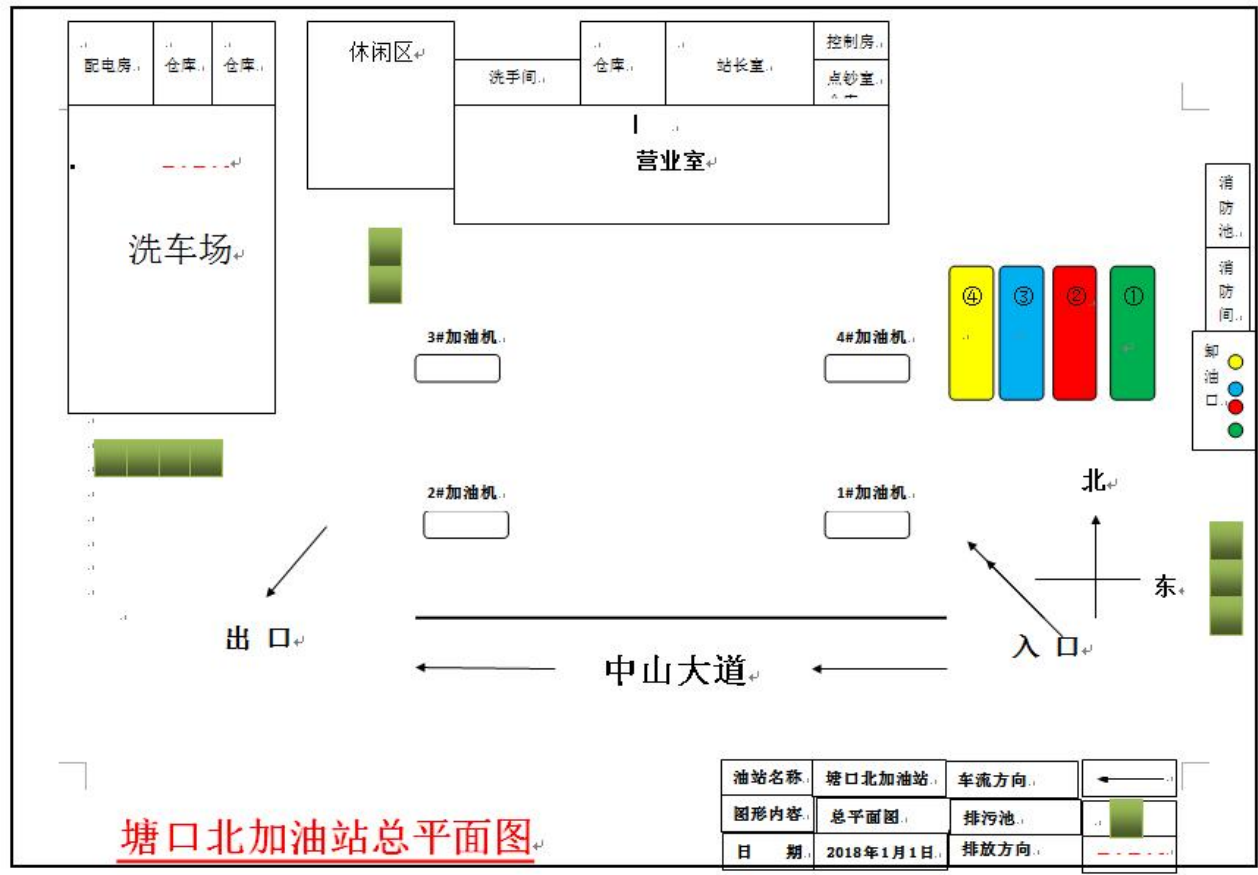 配电房
仓库
仓库
休闲区
洗手间
仓库
站长室
控制房
点钞室
营业室
洗车场
消防池
消防间
④
③
②
①
卸油口
3#加油机
4#加油机
2#加油机
1#加油机
北
东
出 口
入 口
中山大道
油站名称 塘口北加油站 车流方向
图形内容 总平面图 排污池
日 期 2018年1月1日 排放方向
塘口北加油站总平面图